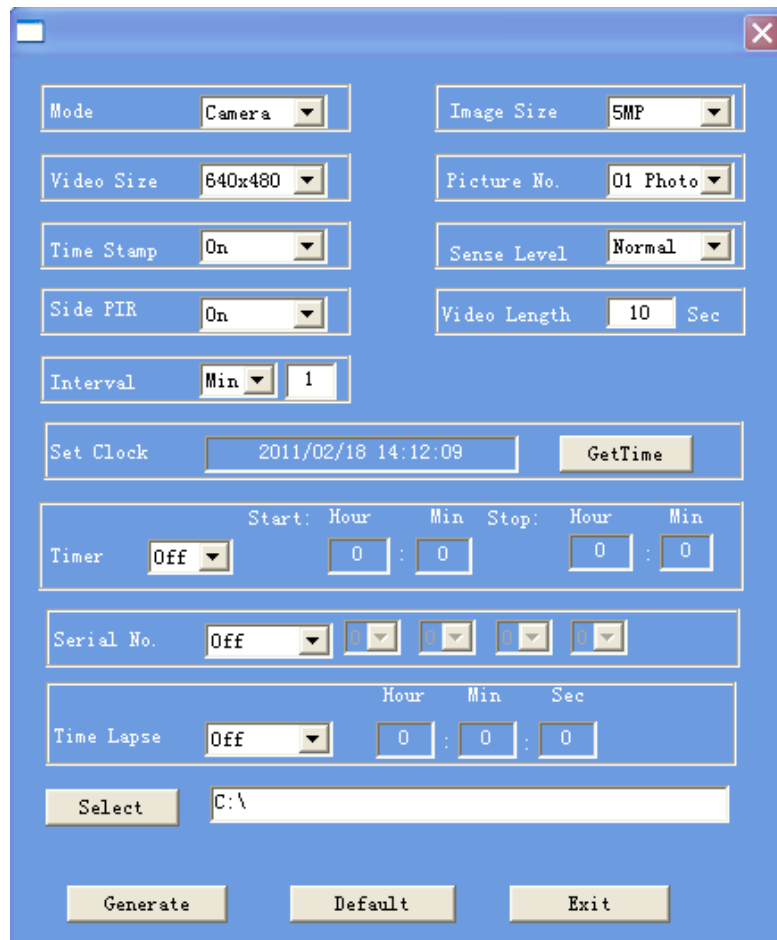 Mode Camera Image Size 5MP
Video Size 640x480 Picture No. 01 Photo
Time Stamp On Sense Level Normal
Side PIR On Video Length 10 Sec
Interval Min 1
Set Clock 2011/02/18 14:12:09 GetTime
Start: Hour Min Stop: Hour Min
Timer Off 0 : 0 0 : 0
Serial No. Off 0 0 0 0
Hour Min Sec
Time Lapse Off 0 : 0 : 0
Select C:\
Generate Default Exit